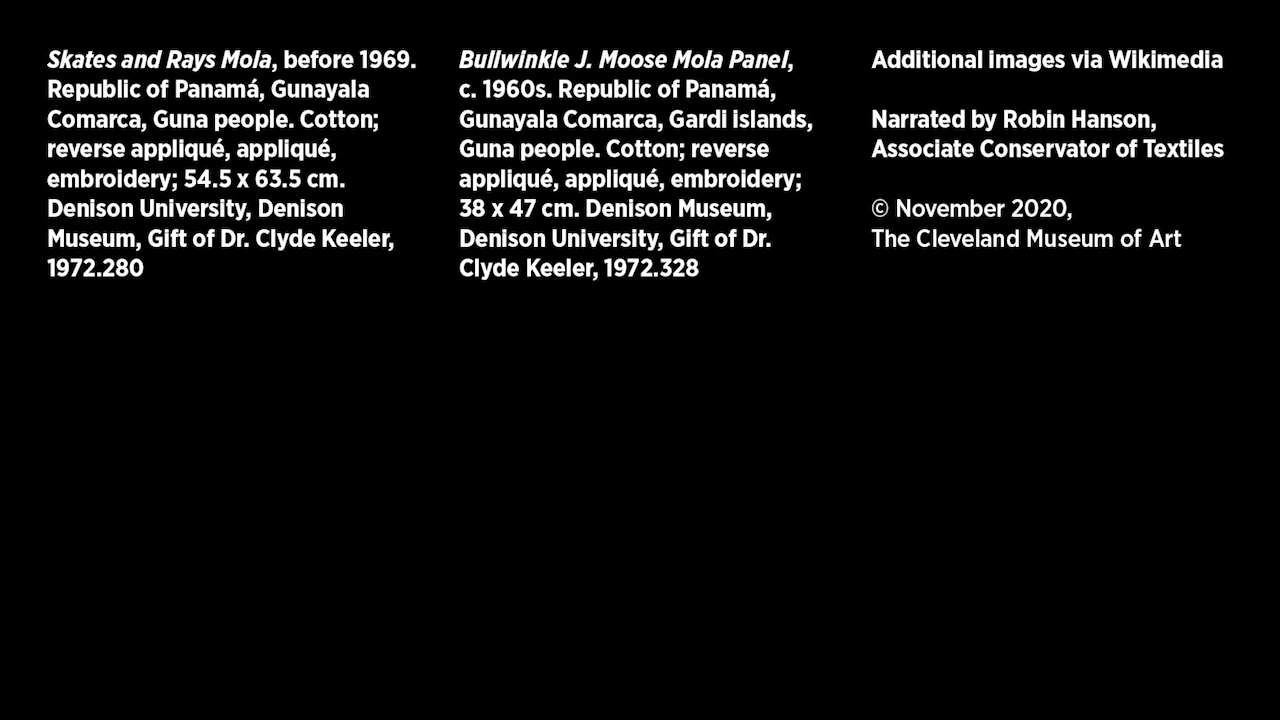 Skates and Rays Mola, before 1969.
Republic of Panamá, Gunayala
Comarca, Guna people. Cotton;
reverse appliqué, appliqué,
embroidery; 54.5 x 63.5 cm.
Denison University, Denison
Museum, Gift of Dr. Clyde Keeler,
1972.280
Bullwinkle J. Moose Mola Panel,
c. 1960s. Republic of Panamá,
Gunayala Comarca, Gardi islands,
Guna people. Cotton; reverse
appliqué, appliqué, embroidery;
38 x 47 cm. Denison Museum,
Denison University, Gift of Dr.
Clyde Keeler, 1972.328
Additional images via Wikimedia
Narrated by Robin Hanson,
Associate Conservator of Textiles
© November 2020,
The Cleveland Museum of Art